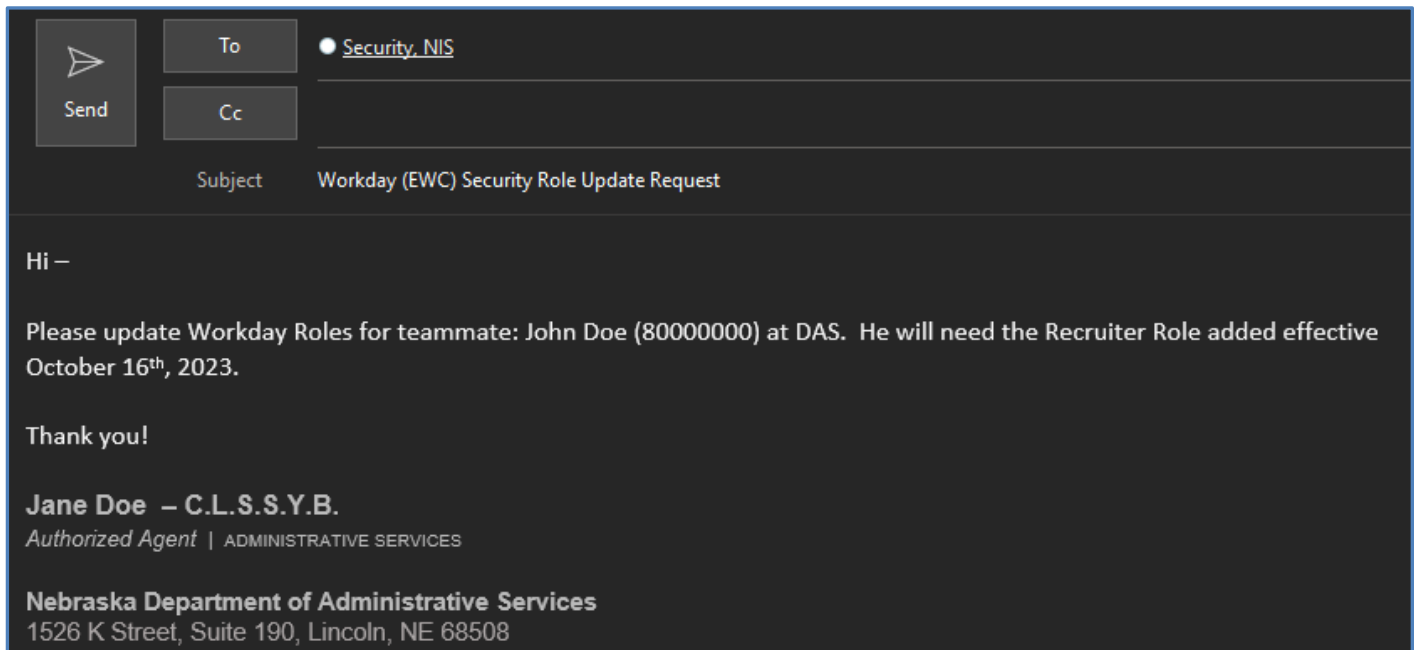 To
Security, NIS
Send
Cc
Subject
Workday (EWC) Security Role Update Request
Hi –
Please update Workday Roles for teammate: John Doe (80000000) at DAS.  He will need the Recruiter Role added effective
October 16th, 2023.
Thank you!
Jane Doe  – C.L.S.S.Y.B.
Authorized Agent | ADMINISTRATIVE SERVICES
Nebraska Department of Administrative Services
1526 K Street, Suite 190, Lincoln, NE 68508